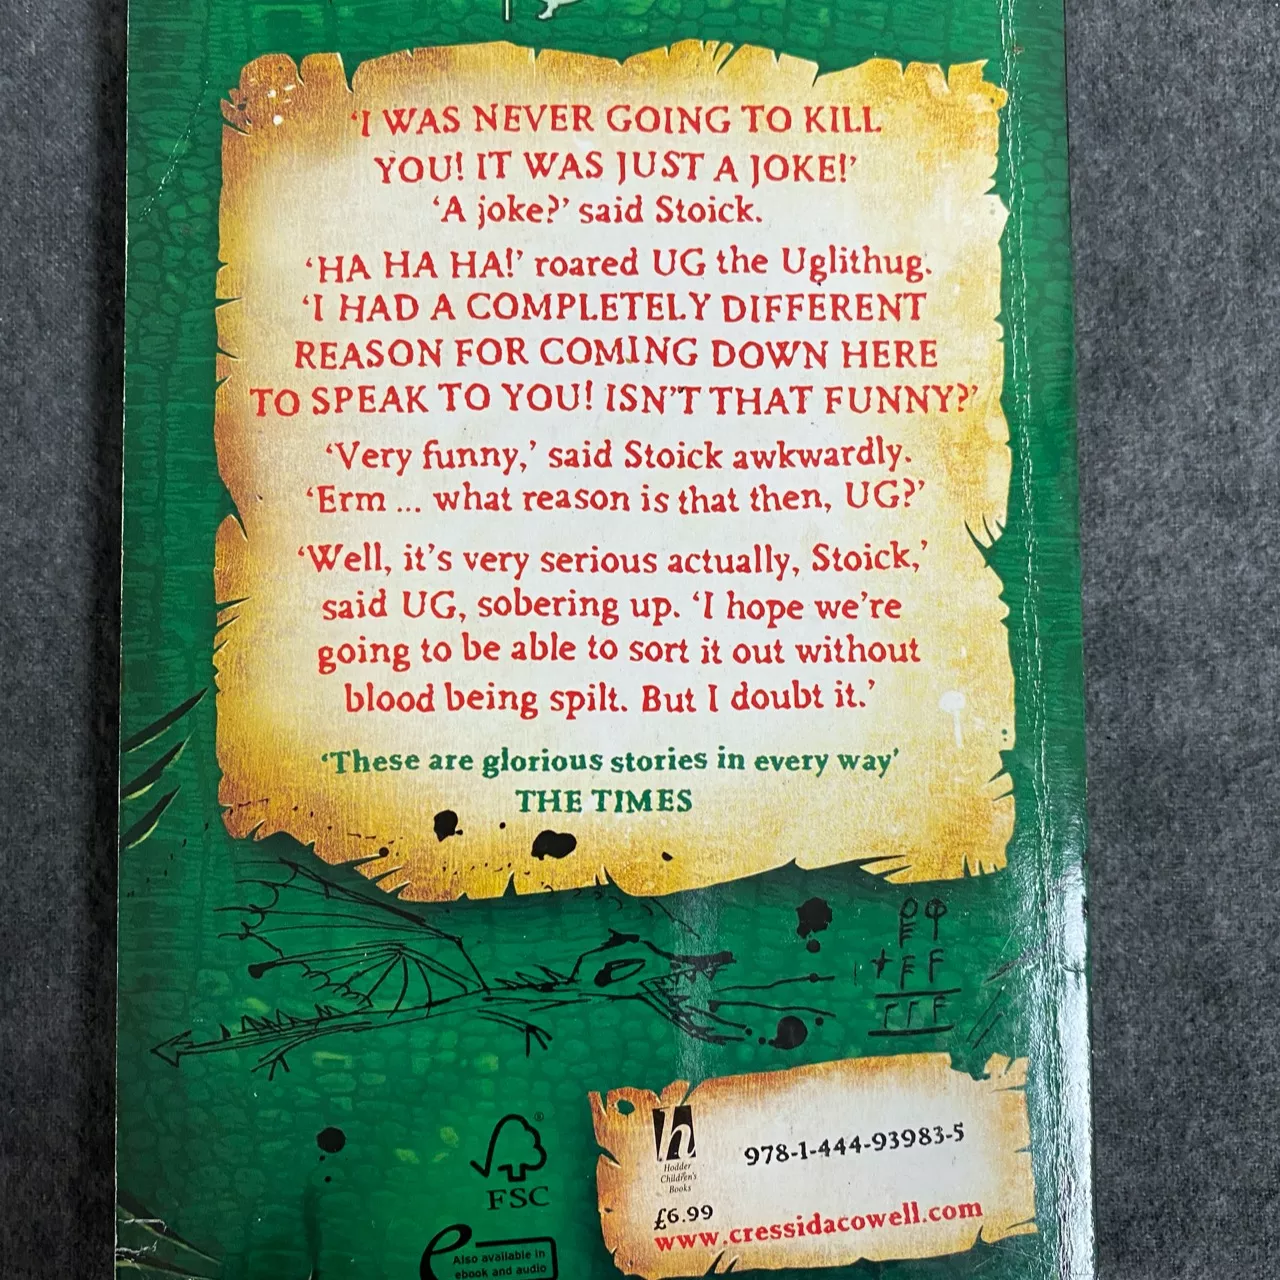 ‘I WAS NEVER GOING TO KILL
YOU! IT WAS JUST A JOKE!’
‘A joke?’ said Stoick.
‘HA HA HA!’ roared UG the Uglithug.
‘I HAD A COMPLETELY DIFFERENT
REASON FOR COMING DOWN HERE
TO SPEAK TO YOU! ISN’T THAT FUNNY?’
‘Very funny,’ said Stoick awkwardly.
‘Erm ... what reason is that then, UG?’
‘Well, it’s very serious actually, Stoick,’
said UG, sobering up. ‘I hope we’re
going to be able to sort it out without
blood being spilt. But I doubt it.’
‘These are glorious stories in every way’
THE TIMES
+FF
h
Hodder
Children's
Books
978-1-444-93983-5
£6.99
www.cressidacowell.com
®
FSC
e
Also available in
ebook and audio